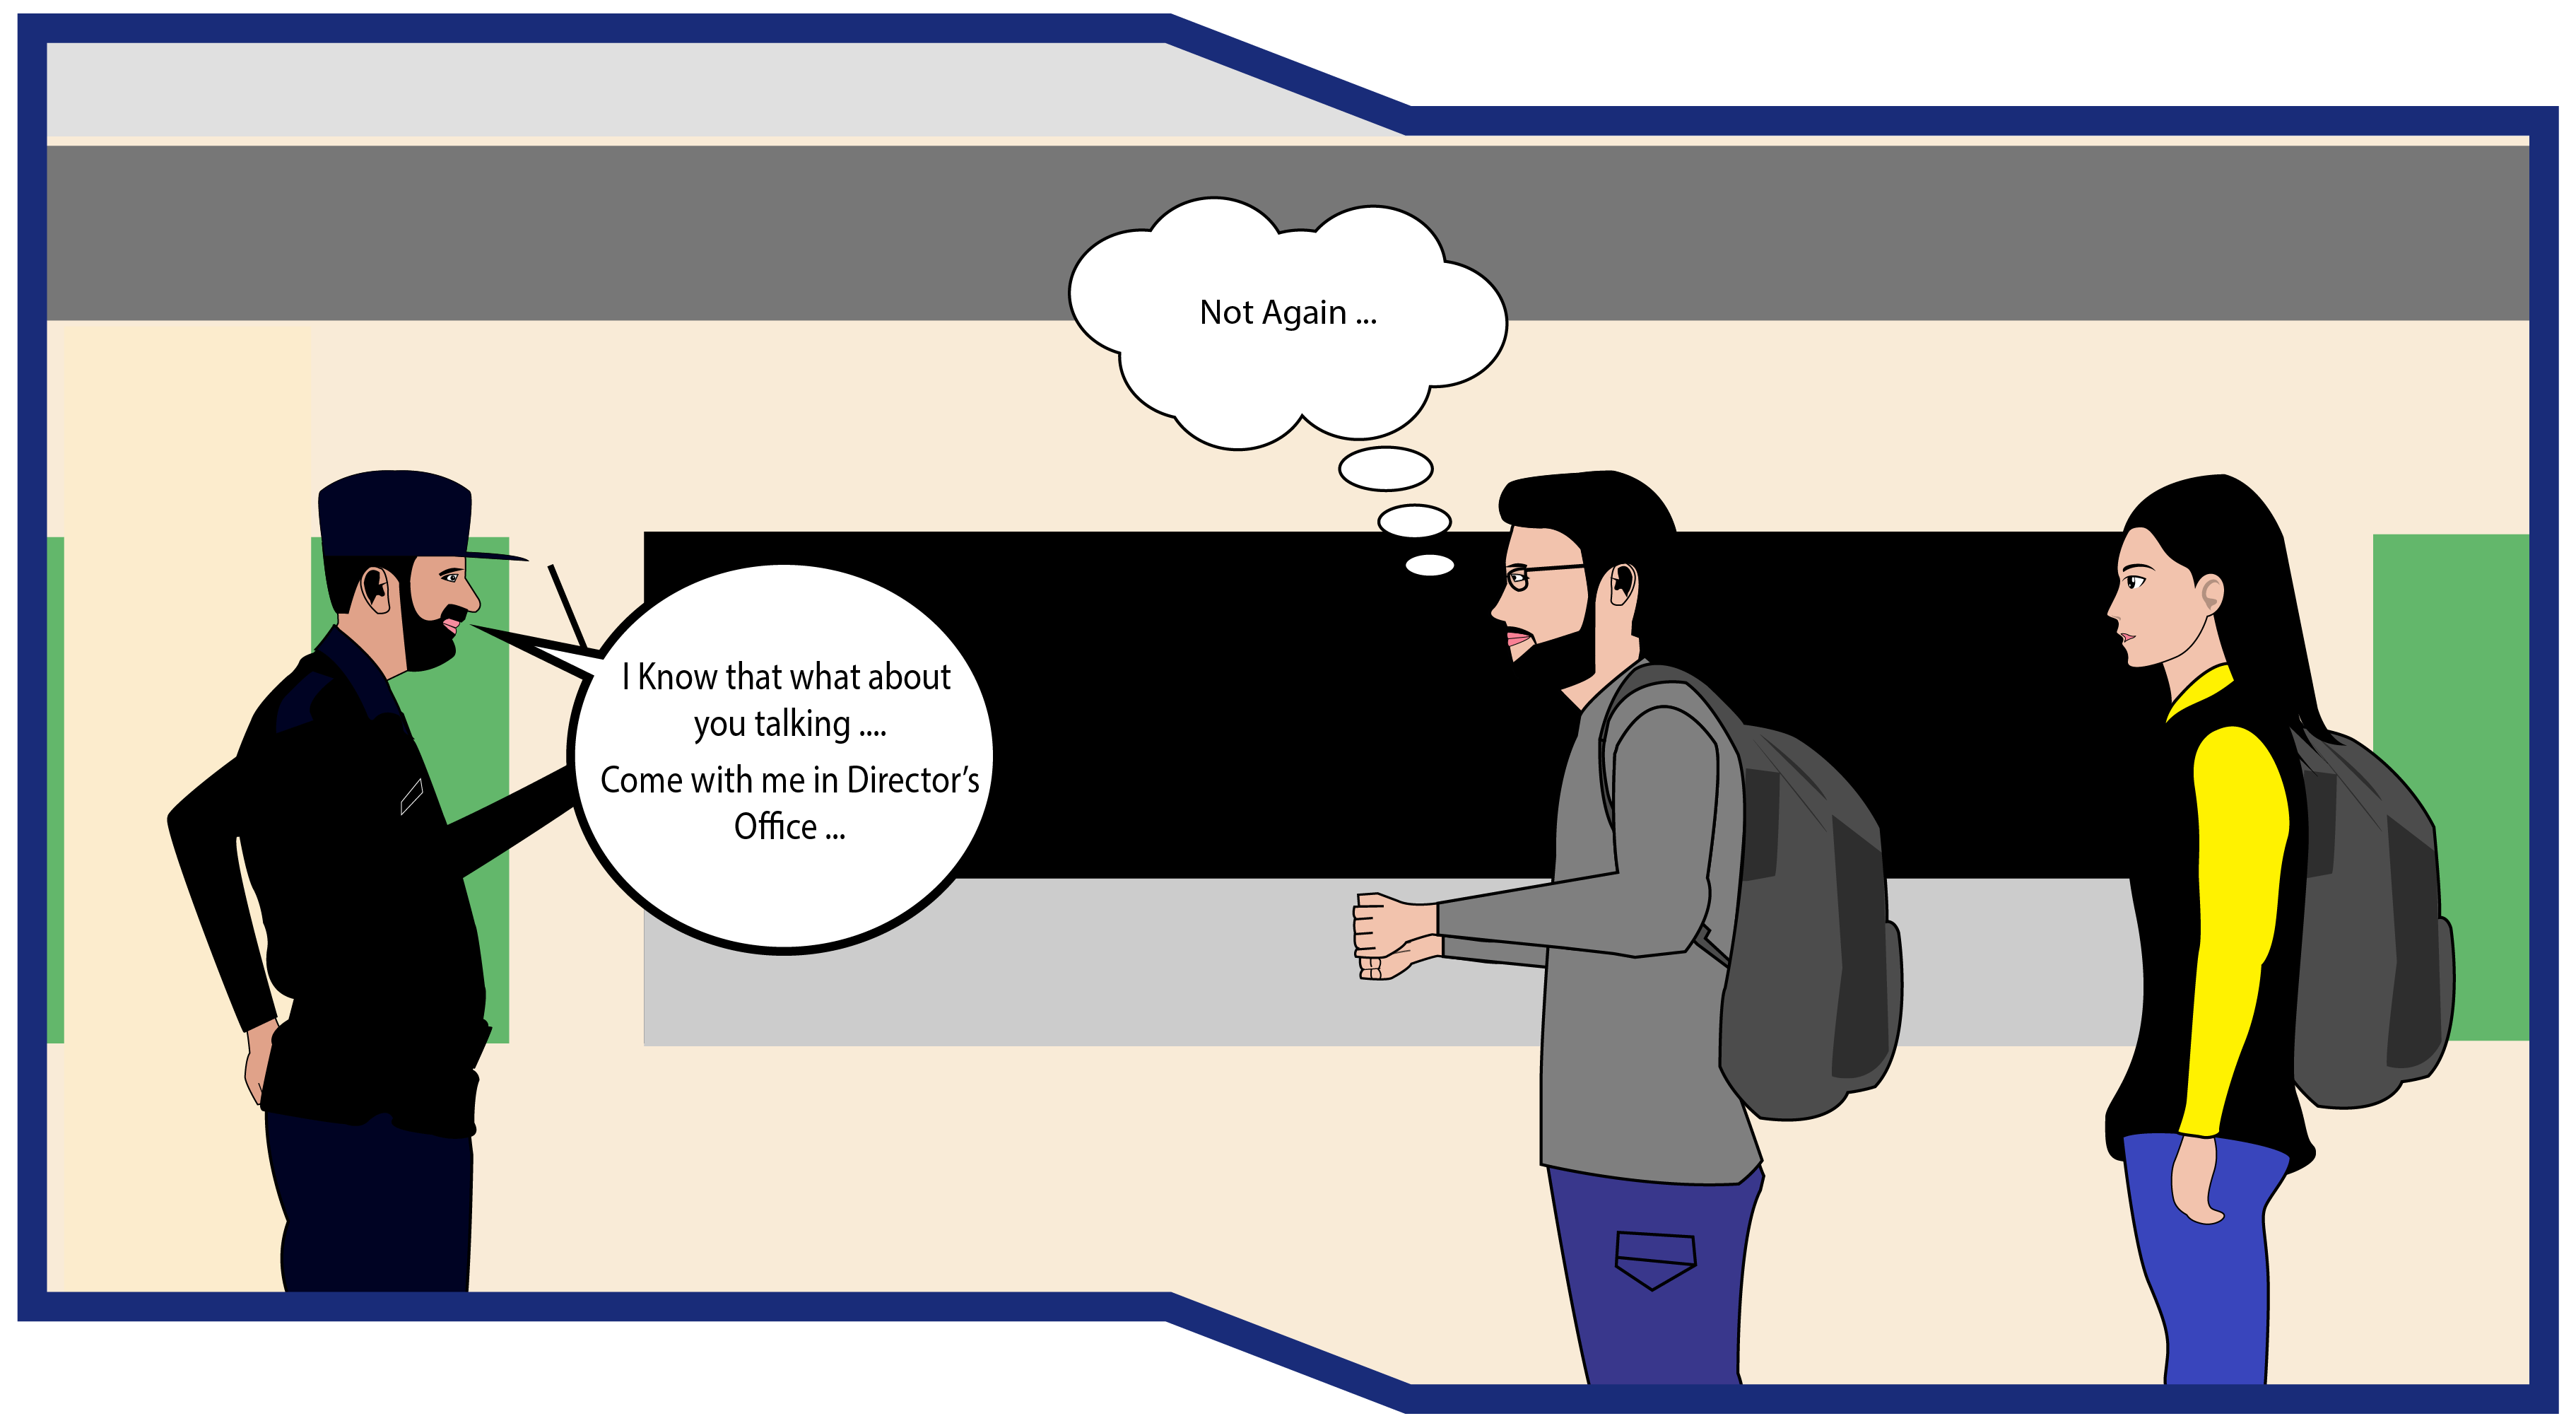 Not Again ...
I Know that what about
you talking ....
Come with me in Director’s
Office ...